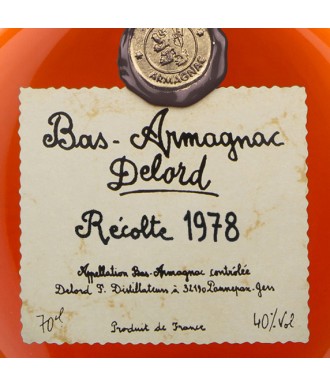 ARMAGNAC
Bas-Armagnac
Delord
Récolte 1978
Appellation Bas-Armagnac contrôlée
Delord F. Distillateurs à 32190 Lannepax-Gers
70cl
Produit de France
40% Vol